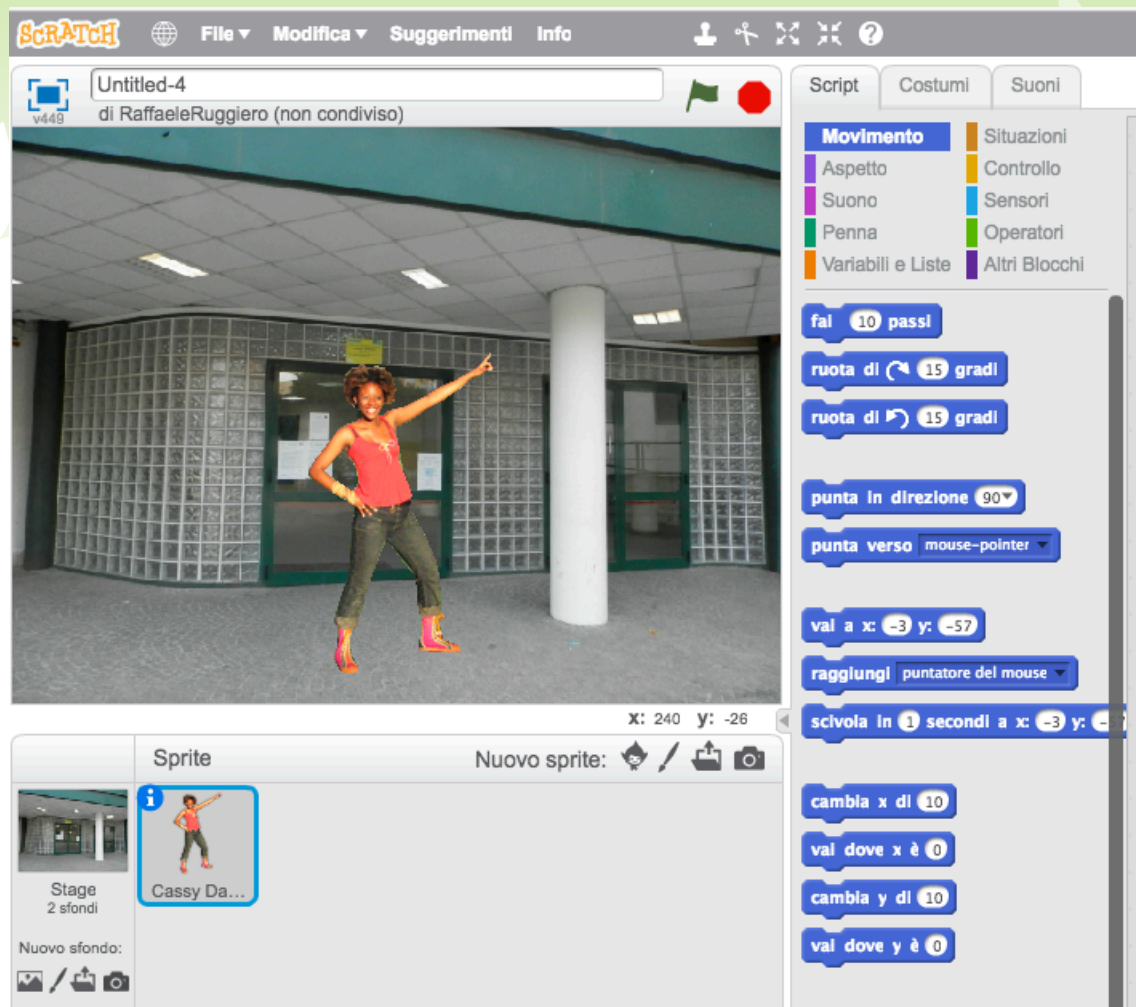 SCRATCH File Modifica Suggerimenti Info
Untitled-4
v449 di RaffaeleRuggiero (non condiviso)
Script Costumi Suoni
Movimento Situazioni
Aspetto Controllo
Suono Sensori
Penna Operatori
Variabili e Liste Altri Blocchi
fai 10 passi
ruota di 15 gradi
ruota di 15 gradi
punta in direzione 90
punta verso mouse-pointer
vai a x: -3 y: -57
raggiungi puntatore del mouse
scivola in 1 secondi a x: -3 y: -57
cambia x di 10
vai dove x è 0
cambia y di 10
vai dove y è 0
x: 240 y: -26
Sprite Nuovo sprite:
Stage
2 sfondi
Cassy Da...
Nuovo sfondo: